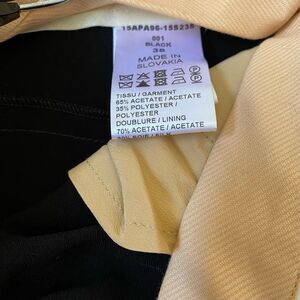 15APA96-15S238
001
BLACK
38
MADE IN
SLOVAKIA
TISSU / GARMENT
65% ACETATE / ACETATE
35% POLYESTER /
POLYESTER
DOUBLURE / LINING
70% ACETATE / ACETATE